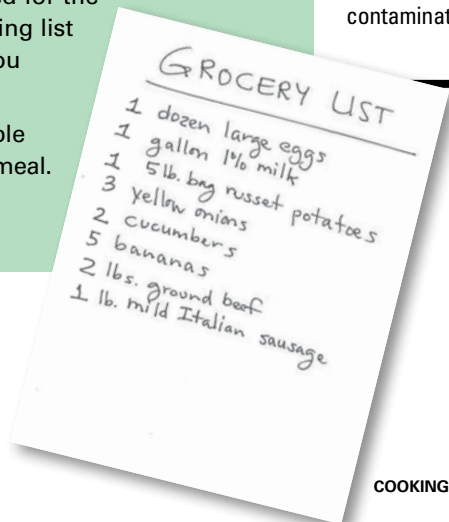 d for the
ing list
ou
ole
meal.
contaminat
GROCERY LIST
1 dozen large eggs
1 gallon 1% milk
1 5 lb. bag russet potatoes
3 yellow onions
2 cucumbers
5 bananas
2 lbs. ground beef
1 lb. mild Italian sausage
COOKING